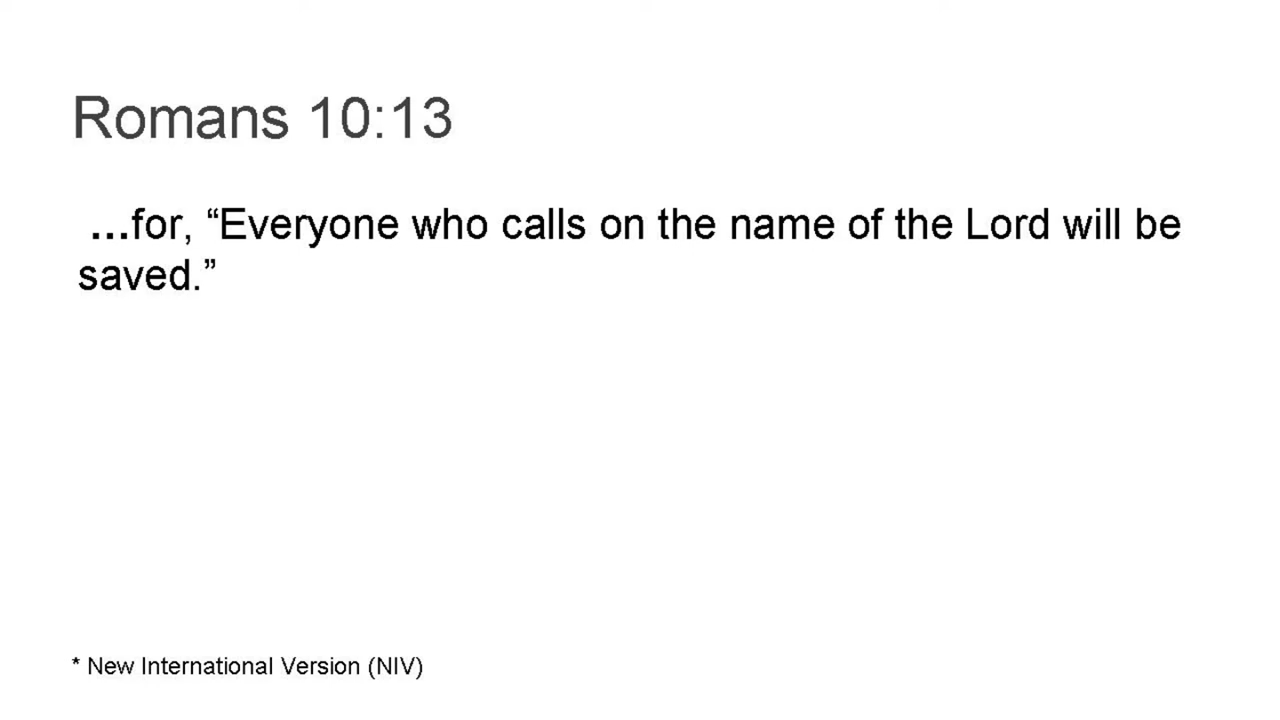 Romans 10:13
…for, “Everyone who calls on the name of the Lord will be
saved.”
* New International Version (NIV)